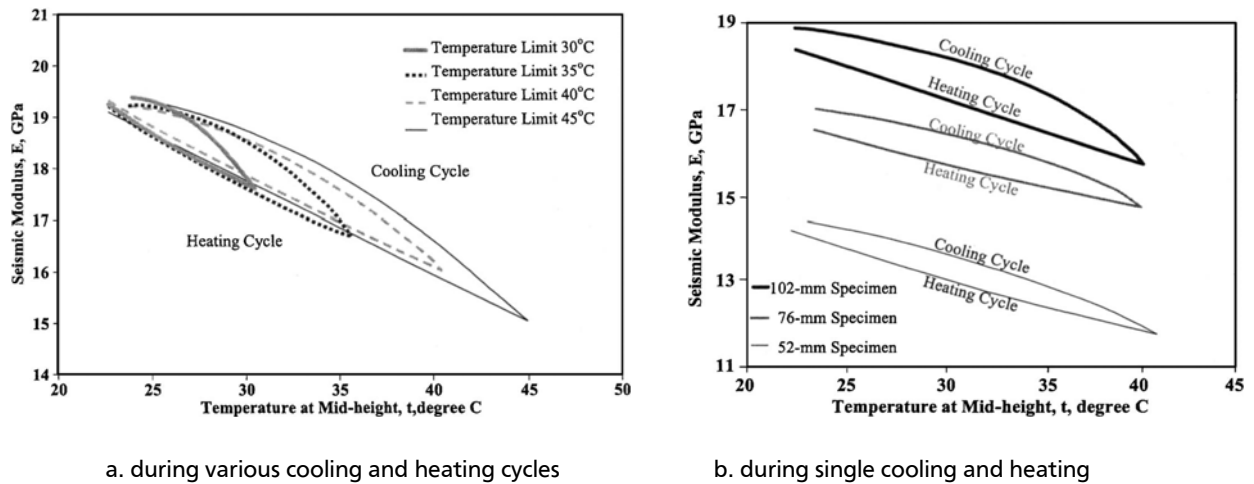 21
20
19
18
17
16
15
14
20
25
30
35
40
45
50
Seismic Modulus, E, GPa
Temperature at Mid-height, t,degree C
Temperature Limit 30°C
Temperature Limit 35°C
Temperature Limit 40°C
Temperature Limit 45°C
Cooling Cycle
Heating Cycle
a. during various cooling and heating cycles
19
17
15
13
11
20
25
30
35
40
45
Seismic Modulus, E, GPa
Temperature at Mid-height, t, degree C
Cooling Cycle
Heating Cycle
Cooling Cycle
Heating Cycle
Cooling Cycle
Heating Cycle
102-mm Specimen
76-mm Specimen
52-mm Specimen
b. during single cooling and heating